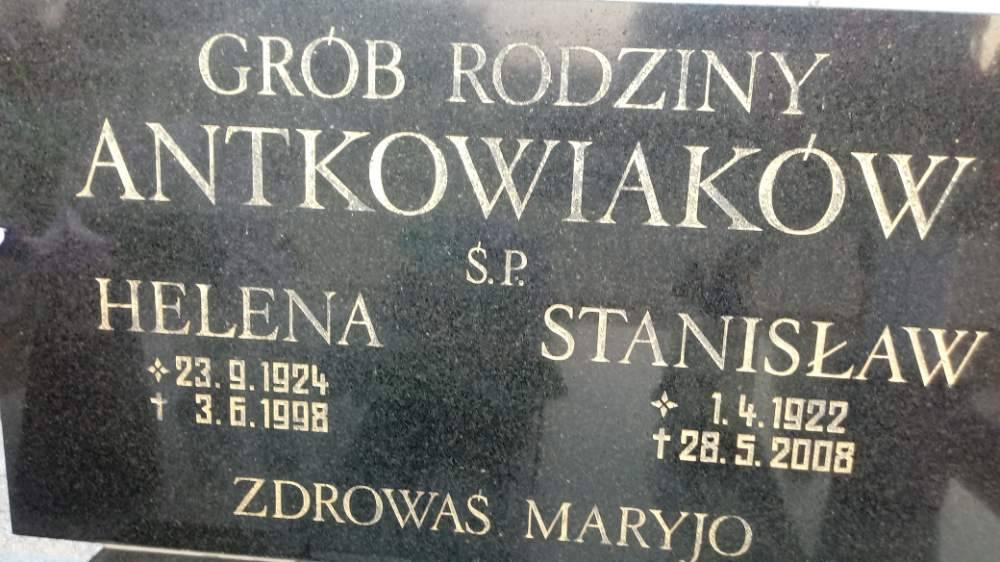 GRÓB RODZINY
ANTKOWIAKÓW
Ś.P.
HELENA STANISŁAW
23.9.1924 1.4.1922
† 3.6.1998 † 28.5.2008
ZDROWAŚ MARYJO